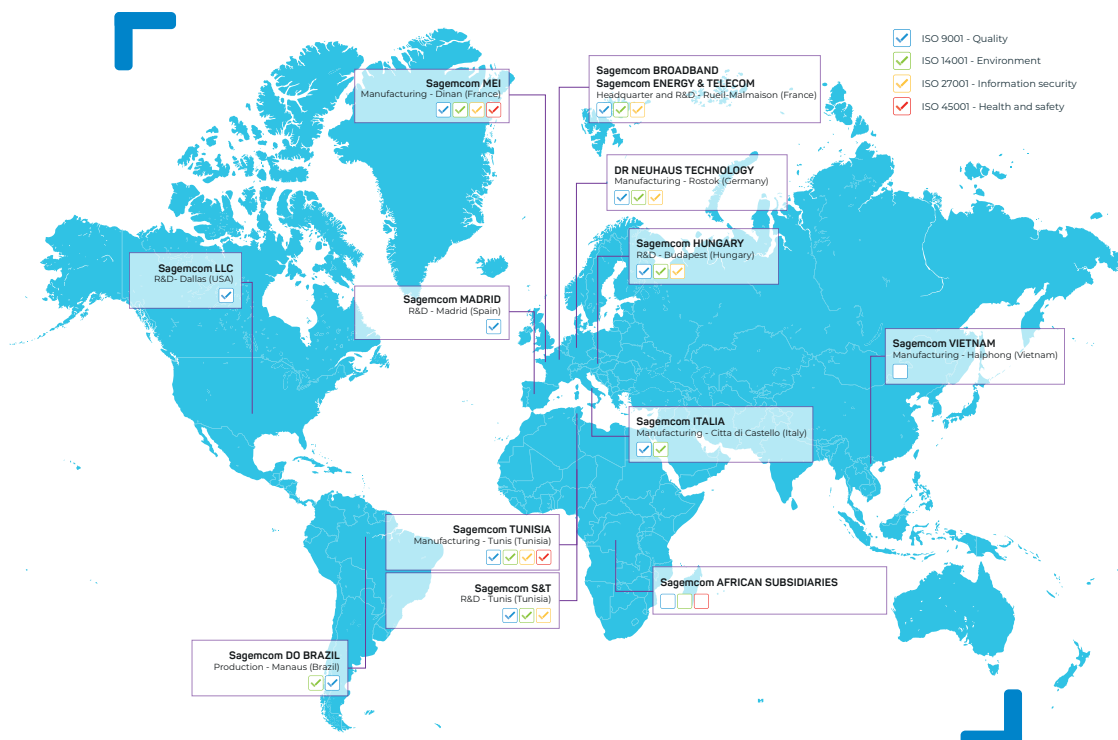 ISO 9001 - Quality
ISO 14001 - Environment
ISO 27001 - Information security
ISO 45001 - Health and safety
Sagemcom MEI
Manufacturing - Dinan (France)
Sagemcom BROADBAND
Sagemcom ENERGY & TELECOM
Headquarter and R&D - Rueil-Malmaison (France)
DR NEUHAUS TECHNOLOGY
Manufacturing - Rostok (Germany)
Sagemcom HUNGARY
R&D - Budapest (Hungary)
Sagemcom LLC
R&D- Dallas (USA)
Sagemcom MADRID
R&D - Madrid (Spain)
Sagemcom VIETNAM
Manufacturing - Haiphong (Vietnam)
Sagemcom ITALIA
Manufacturing - Citta di Castello (Italy)
Sagemcom TUNISIA
Manufacturing - Tunis (Tunisia)
Sagemcom S&T
R&D - Tunis (Tunisia)
Sagemcom AFRICAN SUBSIDIARIES
Sagemcom DO BRAZIL
Production - Manaus (Brazil)